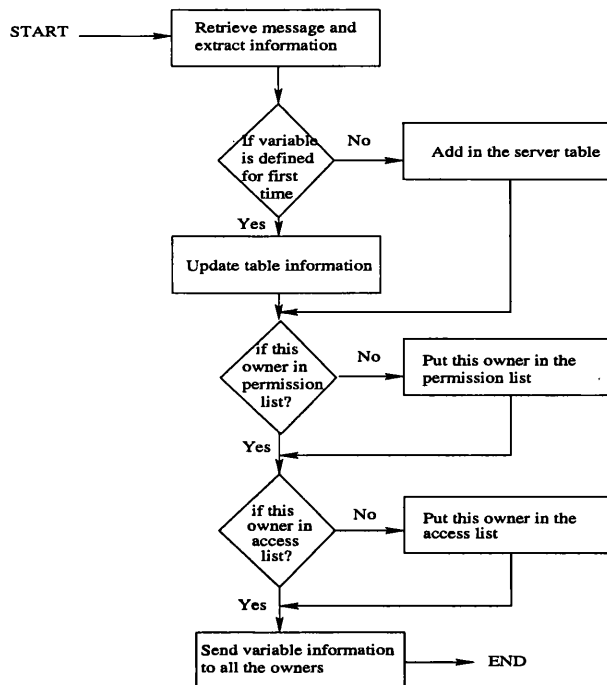 START
Retrieve message and
extract information
If variable
is defined
for first
time
No
Add in the server table
Yes
Update table information
if this
owner in
permission
list?
No
Put this owner in the
permission list
Yes
if this
owner in
access
list?
No
Put this owner in the
access list
Yes
Send variable information
to all the owners
END